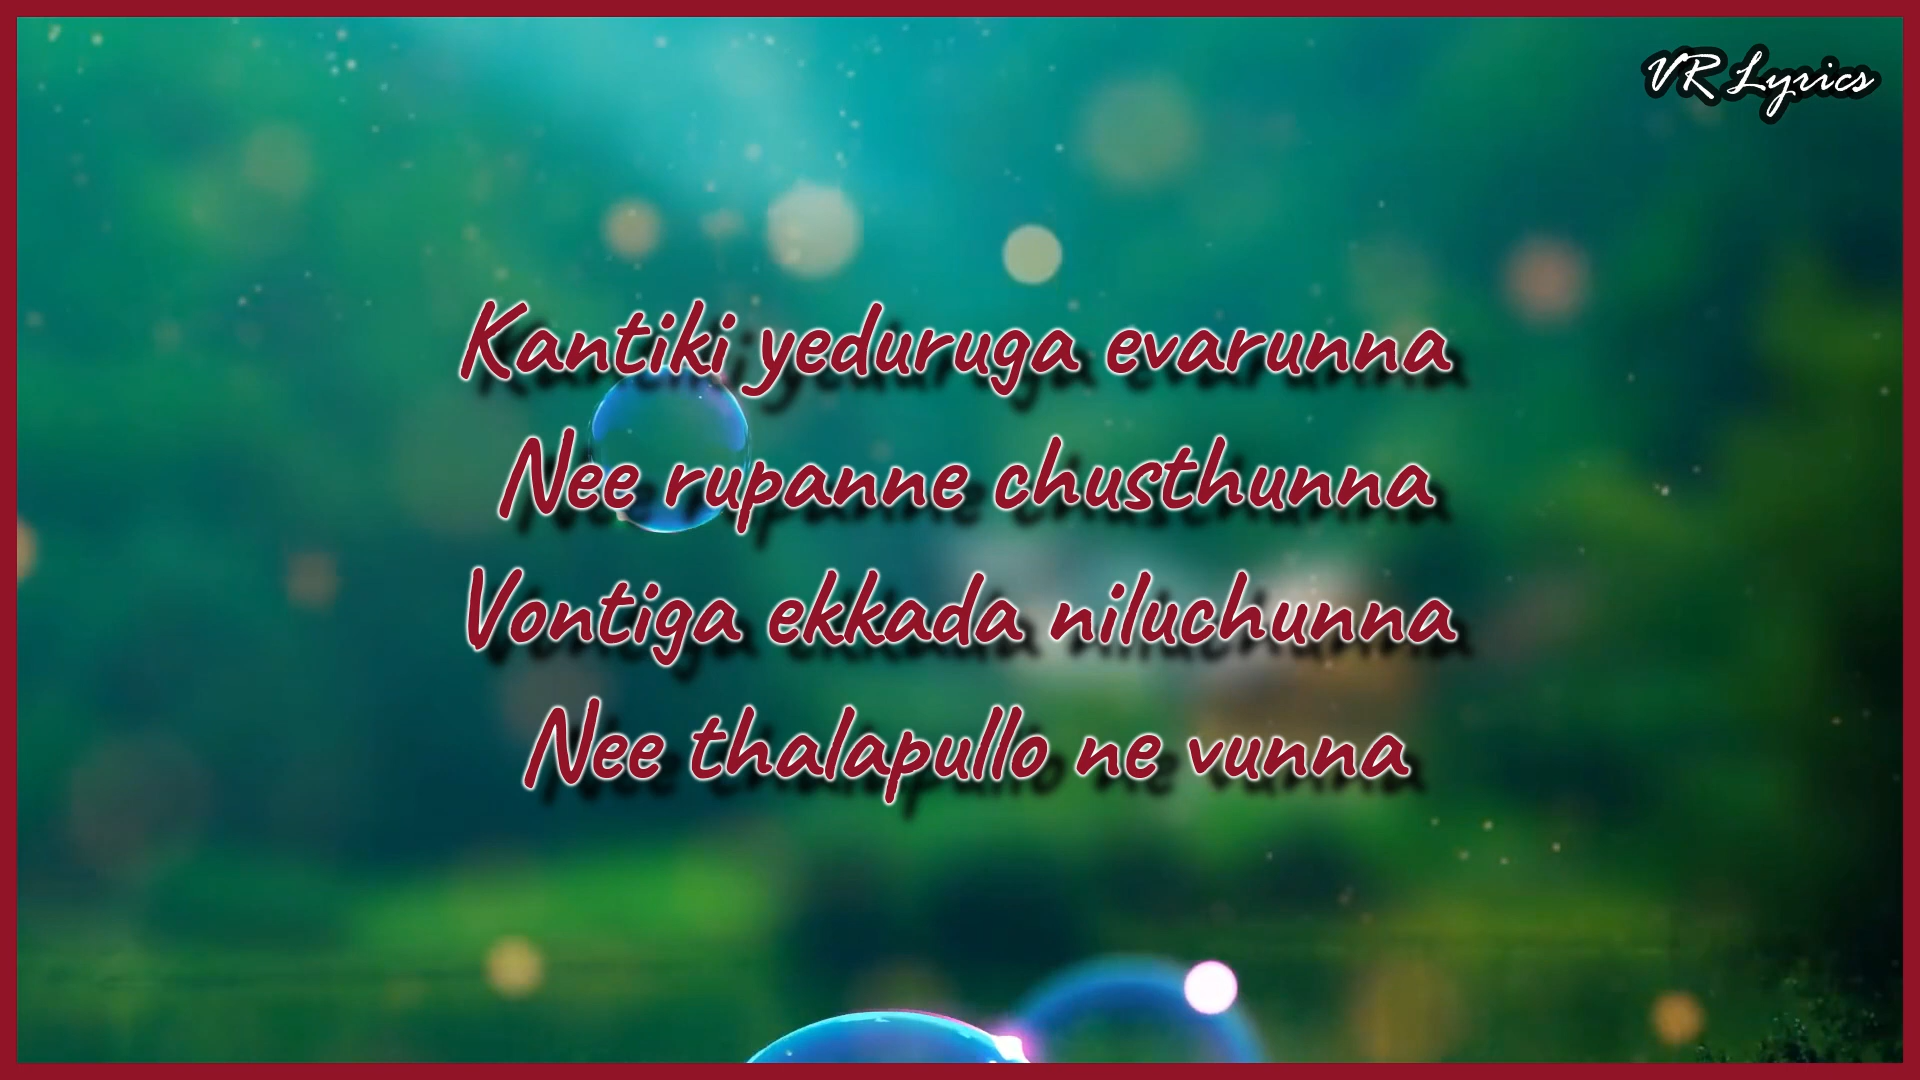 VR Lyrics
Kantiki yeduruga evarunna
Nee rupanne chusthunna
Vontiga ekkada niluchunna
Nee thalapullo ne vunna